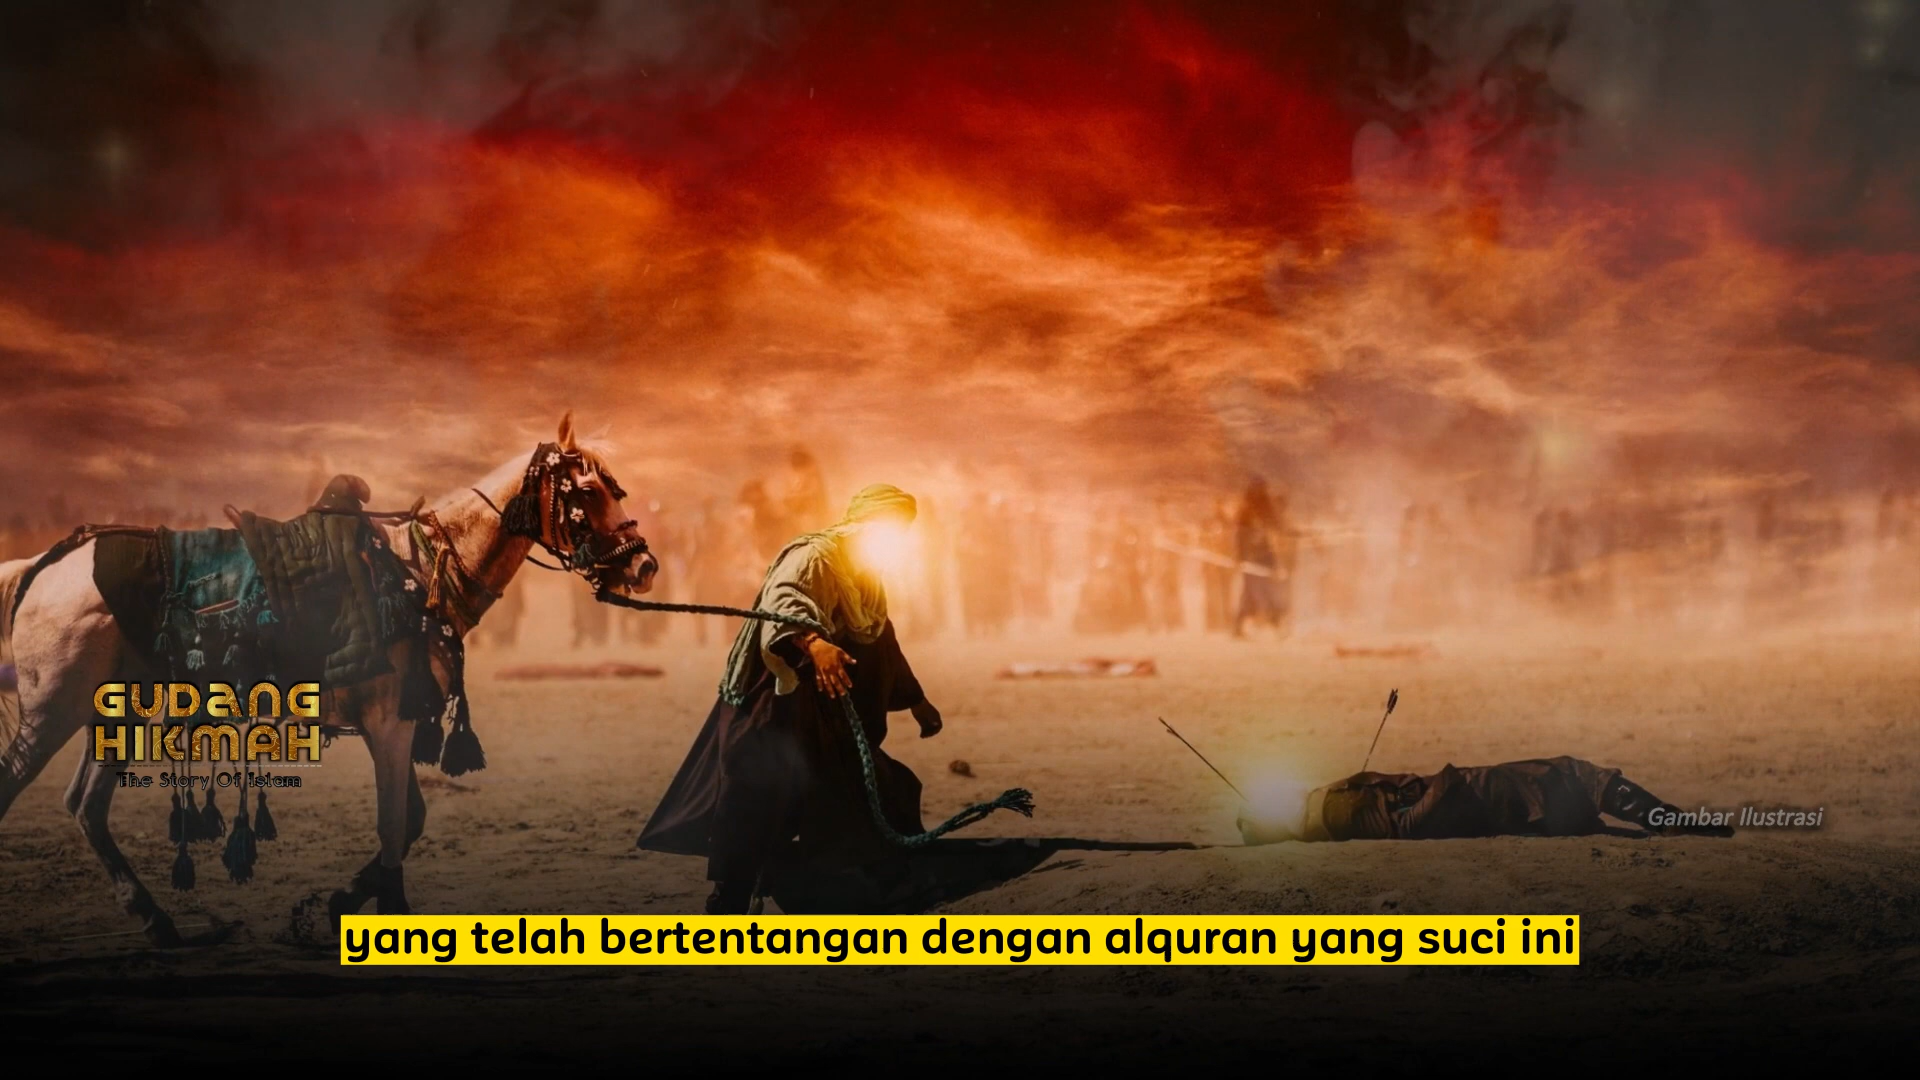 GUDANG
HIKMAH
The Story Of Islam
Gambar Ilustrasi
yang telah bertentangan dengan alquran yang suci ini